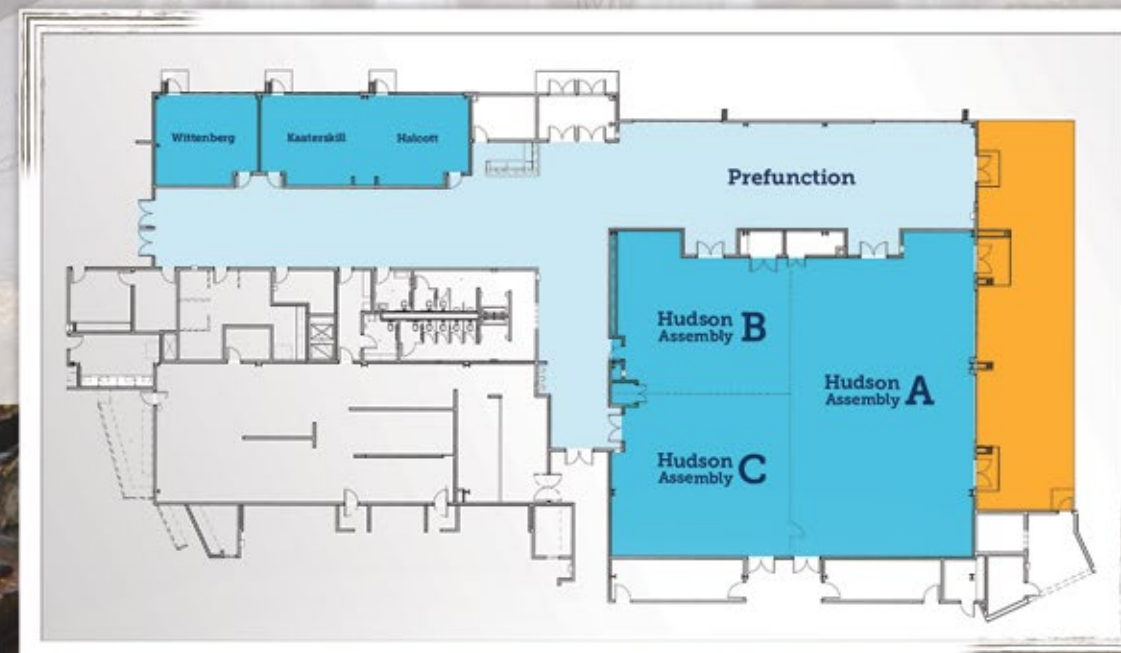 Wittenberg
Kaaterskill
Halcott
Prefunction
Hudson
Assembly B
Hudson
Assembly A
Hudson
Assembly C